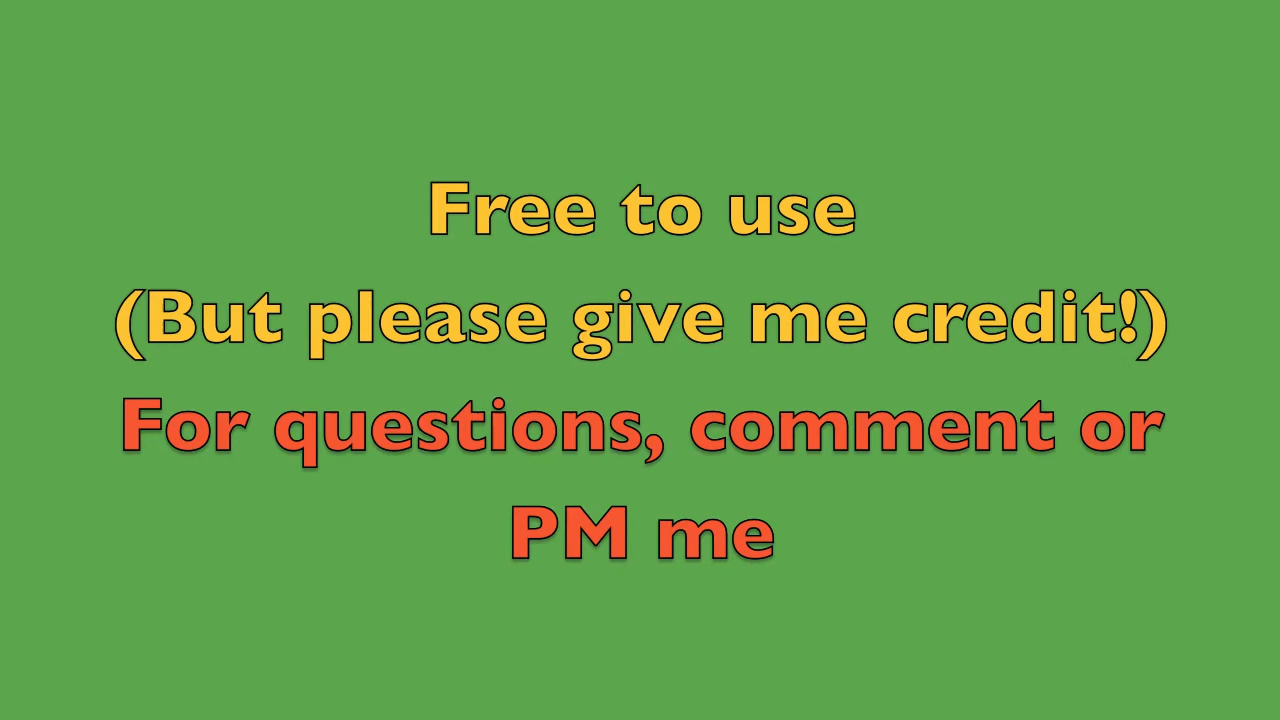 Free to use
(But please give me credit!)
For questions, comment or
PM me